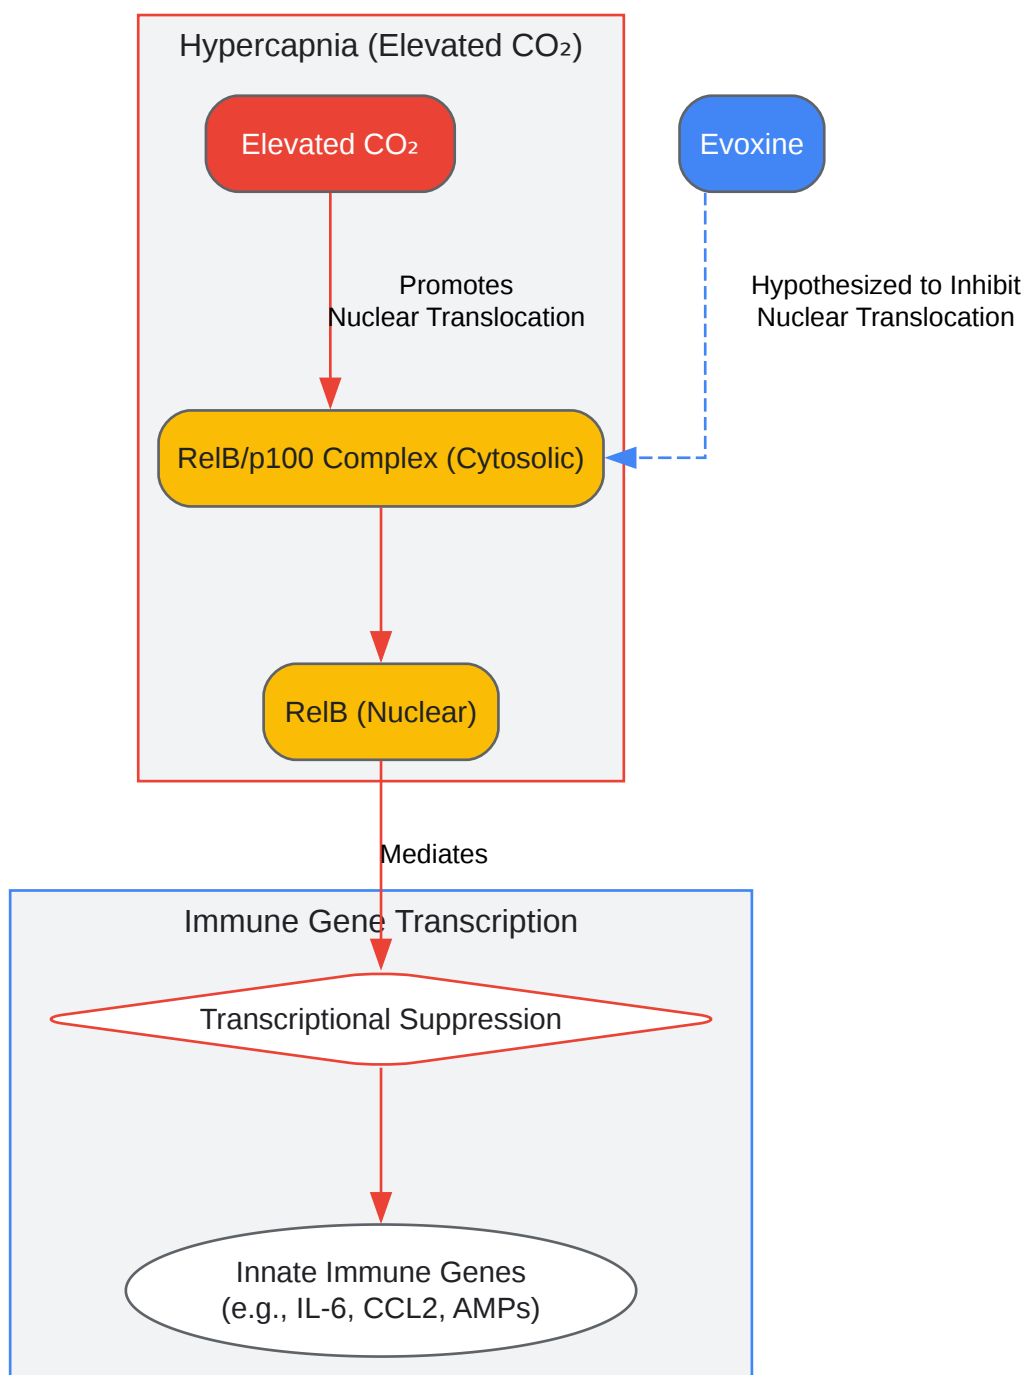 Hypercapnia (Elevated CO₂)
Elevated CO₂
Evoxine
Promotes
Nuclear Translocation
Hypothesized to Inhibit
Nuclear Translocation
RelB/p100 Complex (Cytosolic)
RelB (Nuclear)
Mediates
Immune Gene Transcription
Transcriptional Suppression
Innate Immune Genes
(e.g., IL-6, CCL2, AMPs)